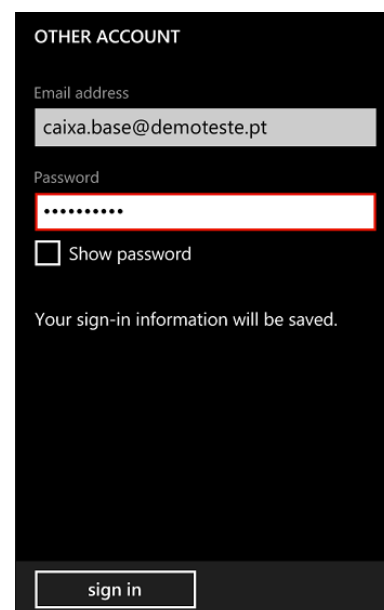 OTHER ACCOUNT
Email address
caixa.base@demoteste.pt
Password
••••••••••
Show password
Your sign-in information will be saved.
sign in